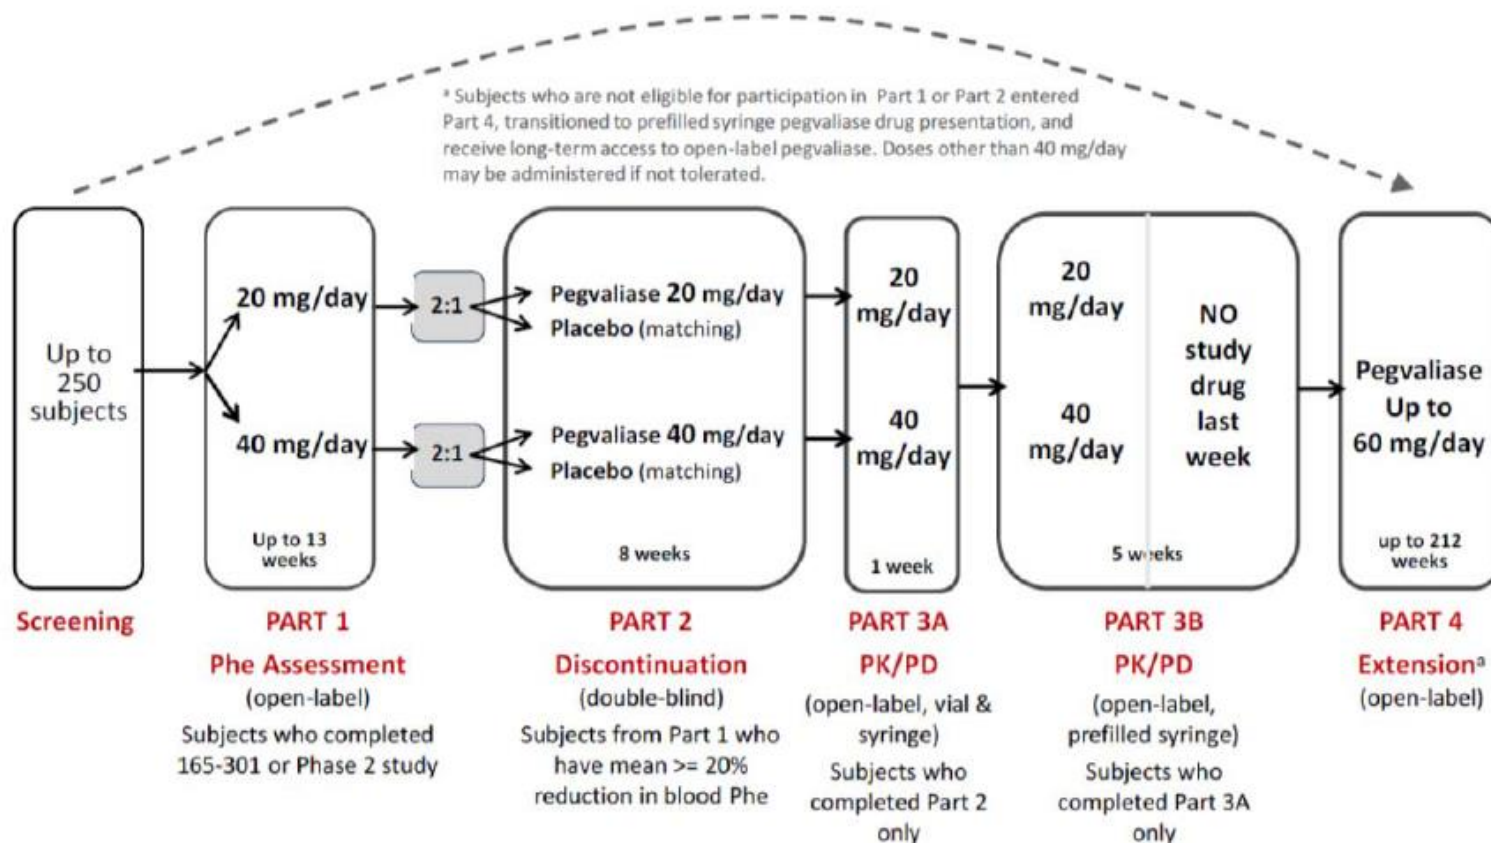 ᵃ Subjects who are not eligible for participation in Part 1 or Part 2 entered
Part 4, transitioned to prefilled syringe pegvaliase drug presentation, and
receive long-term access to open-label pegvaliase. Doses other than 40 mg/day
may be administered if not tolerated.
Up to
250
subjects
20 mg/day
40 mg/day
Up to 13
weeks
2:1
2:1
Pegvaliase 20 mg/day
Placebo (matching)
Pegvaliase 40 mg/day
Placebo (matching)
8 weeks
20
mg/day
40
mg/day
1 week
20
mg/day
40
mg/day
NO
study
drug
last
week
5 weeks
Pegvaliase
Up to
60 mg/day
up to 212
weeks
Screening
PART 1
Phe Assessment
(open-label)
Subjects who completed
165-301 or Phase 2 study
PART 2
Discontinuation
(double-blind)
Subjects from Part 1 who
have mean >= 20%
reduction in blood Phe
PART 3A
PK/PD
(open-label, vial &
syringe)
Subjects who
completed Part 2
only
PART 3B
PK/PD
(open-label,
prefilled syringe)
Subjects who
completed Part 3A
only
PART 4
Extensionᵃ
(open-label)